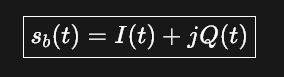 s_b(t) = I(t) + jQ(t)